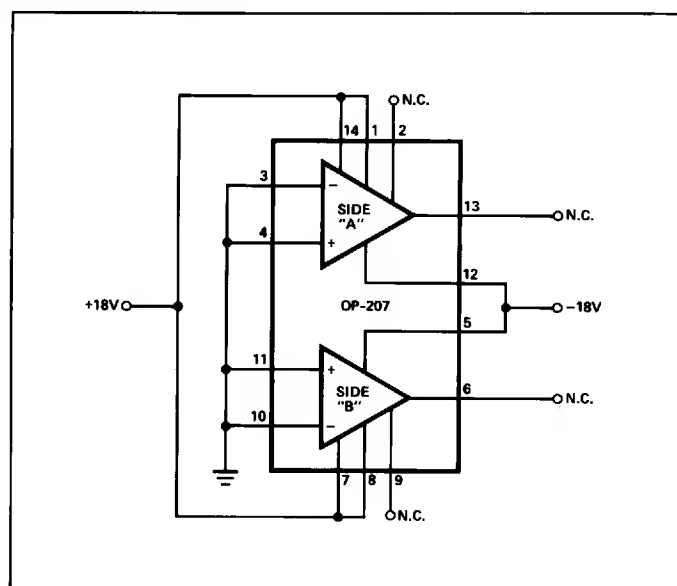 N.C.
14 1 2
3
−
SIDE
"A"
13
N.C.
4
+
12
+18V
OP-207
−18V
5
11
+
SIDE
"B"
6
N.C.
10
−
7 8 9
N.C.